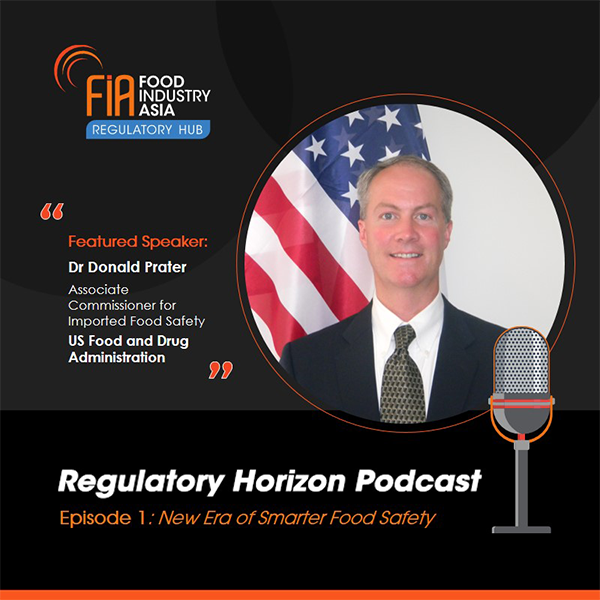 FiA FOOD
INDUSTRY
ASIA
REGULATORY HUB
“
Featured Speaker:
Dr Donald Prater
Associate
Commissioner for
Imported Food Safety
US Food and Drug
Administration
”
Regulatory Horizon Podcast
Episode 1: New Era of Smarter Food Safety